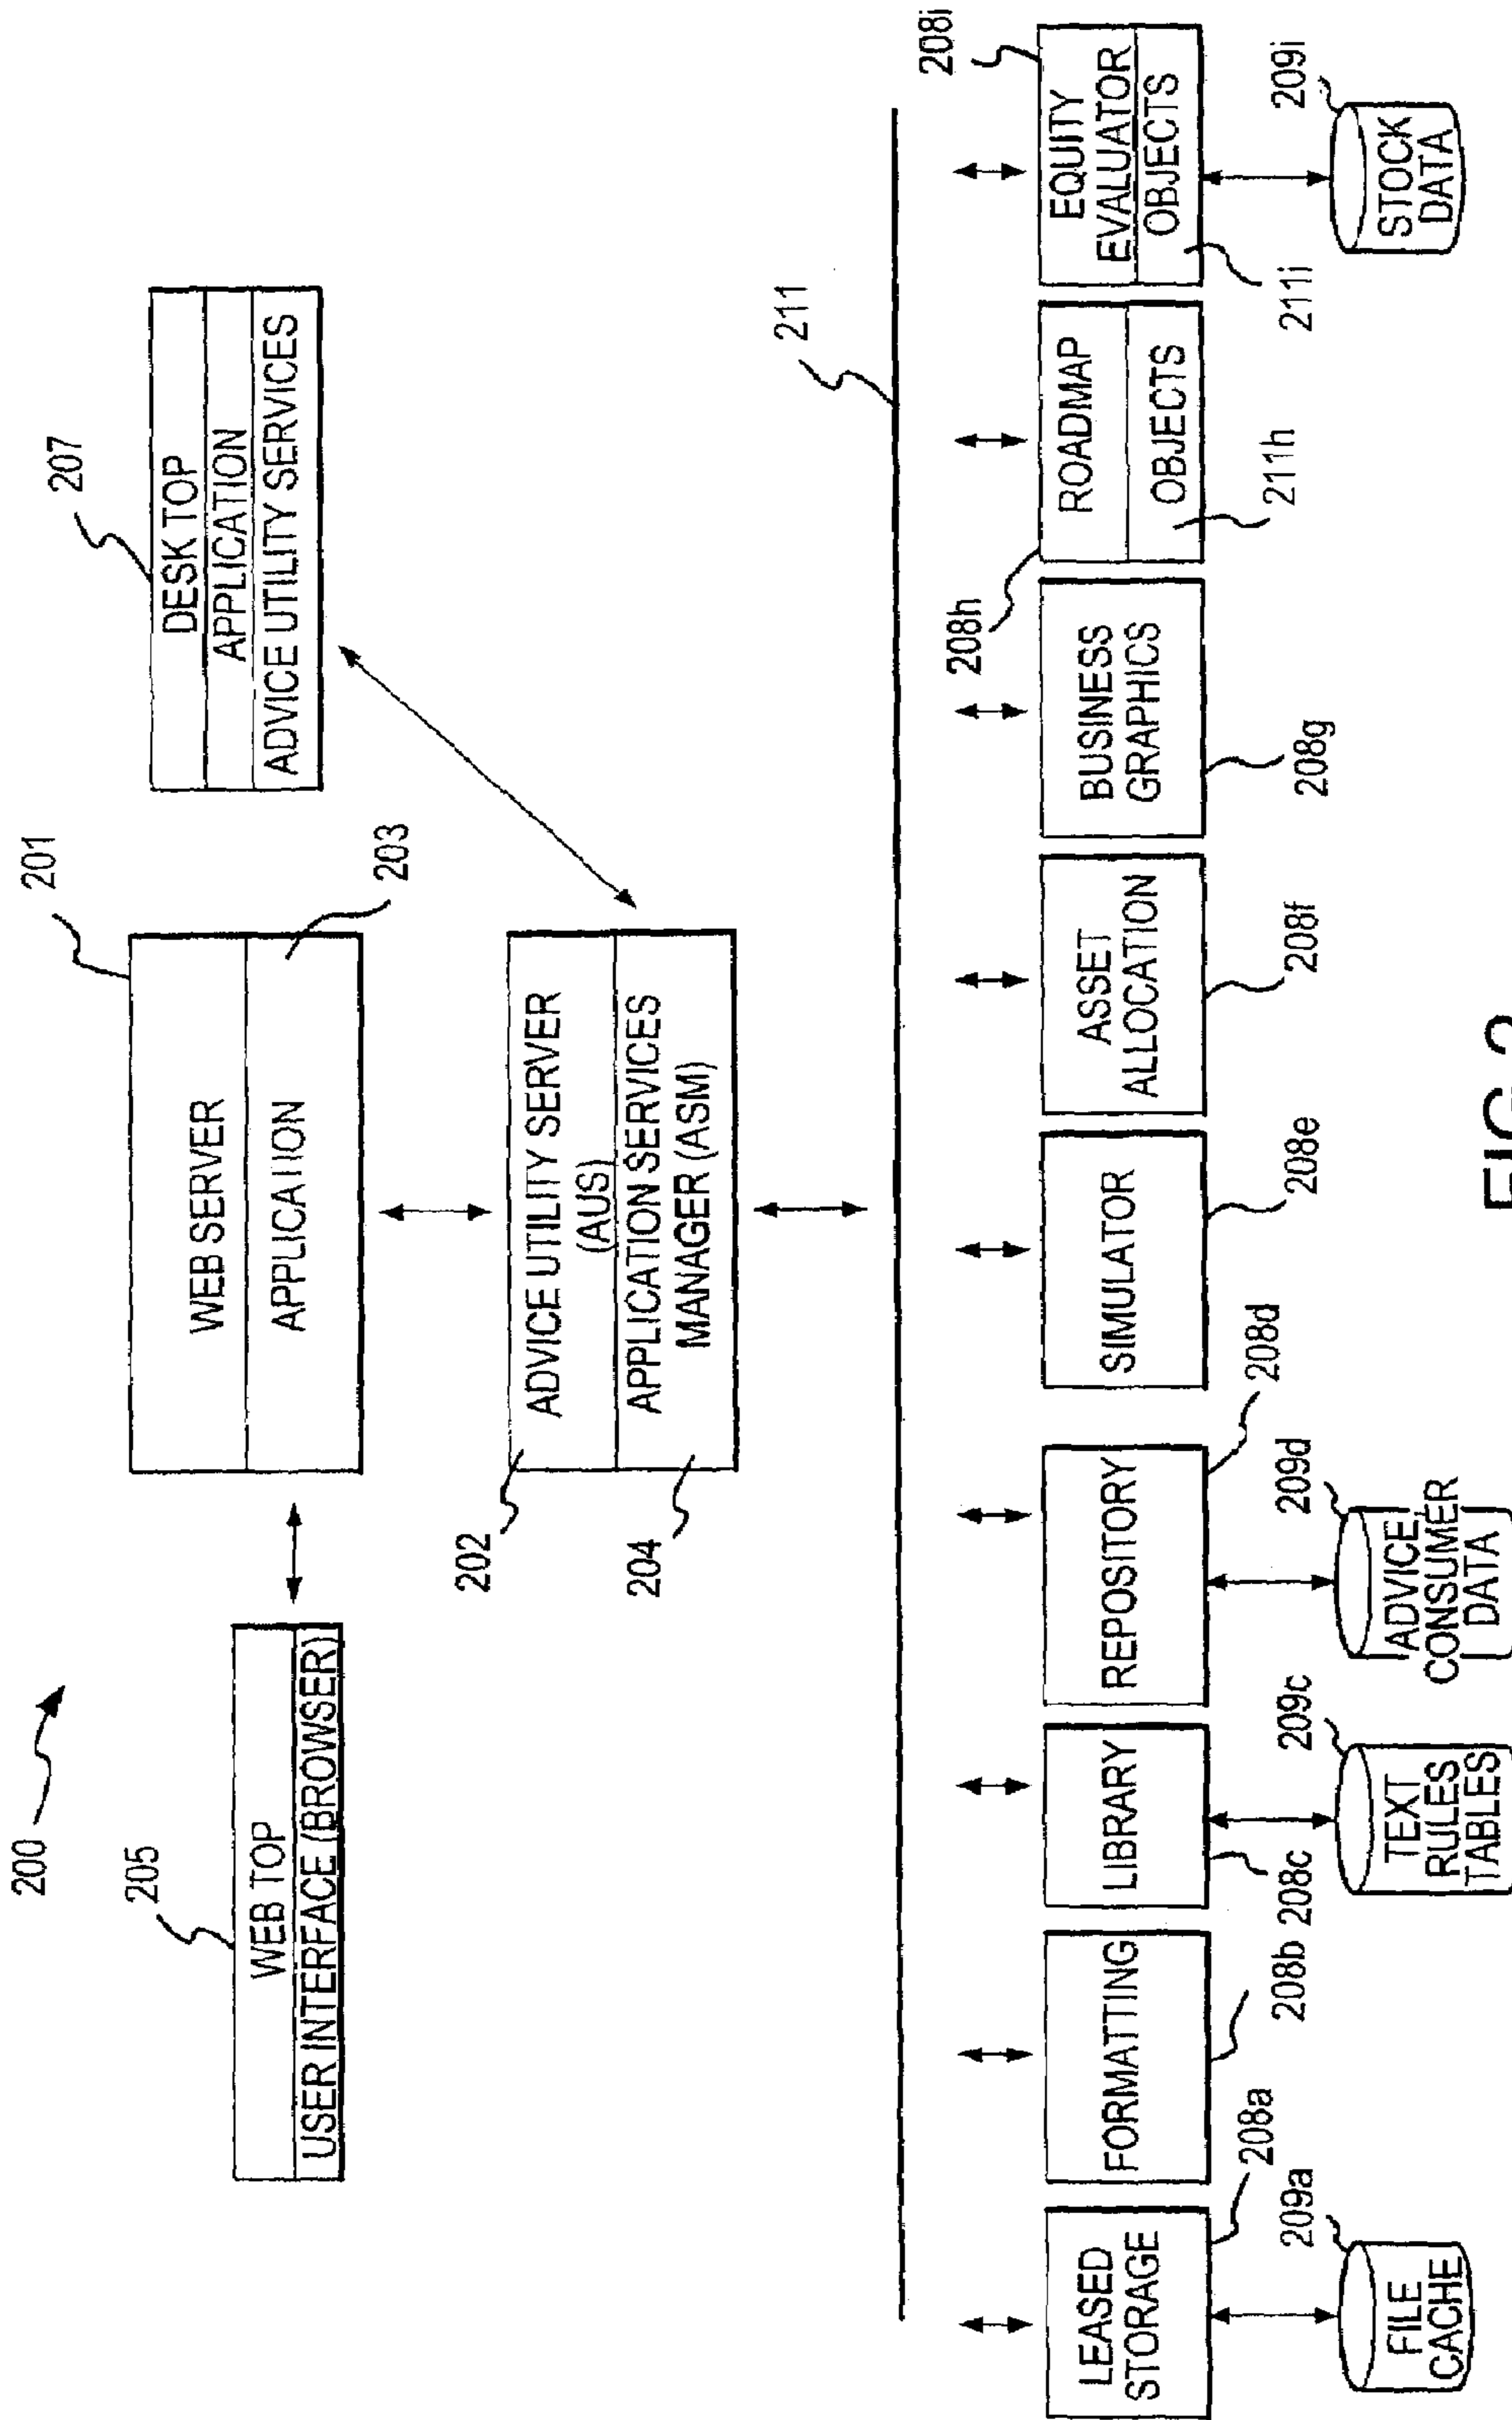 200
201
207
205
203
WEB SERVER
APPLICATION
DESK TOP
APPLICATION
ADVICE UTILITY SERVICES
WEB TOP
USER INTERFACE (BROWSER)
202
ADVICE UTILITY SERVER
(AUS)
APPLICATION SERVICES
MANAGER (ASM)
204
211
208h
208i
LEASED
STORAGE
FORMATTING
LIBRARY
REPOSITORY
SIMULATOR
ASSET
ALLOCATION
BUSINESS
GRAPHICS
ROADMAP
OBJECTS
EQUITY
EVALUATOR
OBJECTS
208a
208b
208c
208d
208e
208f
208g
211h
211i
209a
209c
209d
209i
FILE
CACHE
TEXT
RULES
TABLES
ADVICE,
CONSUMER
DATA
STOCK
DATA